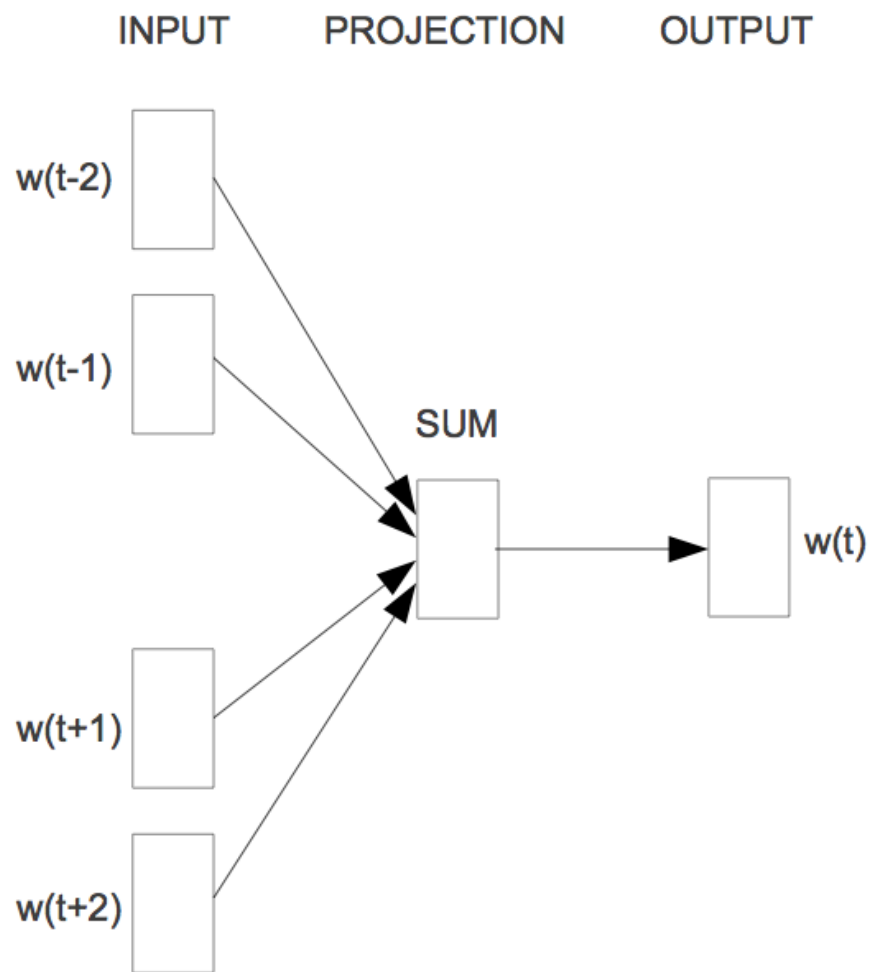 INPUT PROJECTION OUTPUT
w(t-2)
w(t-1)
SUM
w(t)
w(t+1)
w(t+2)